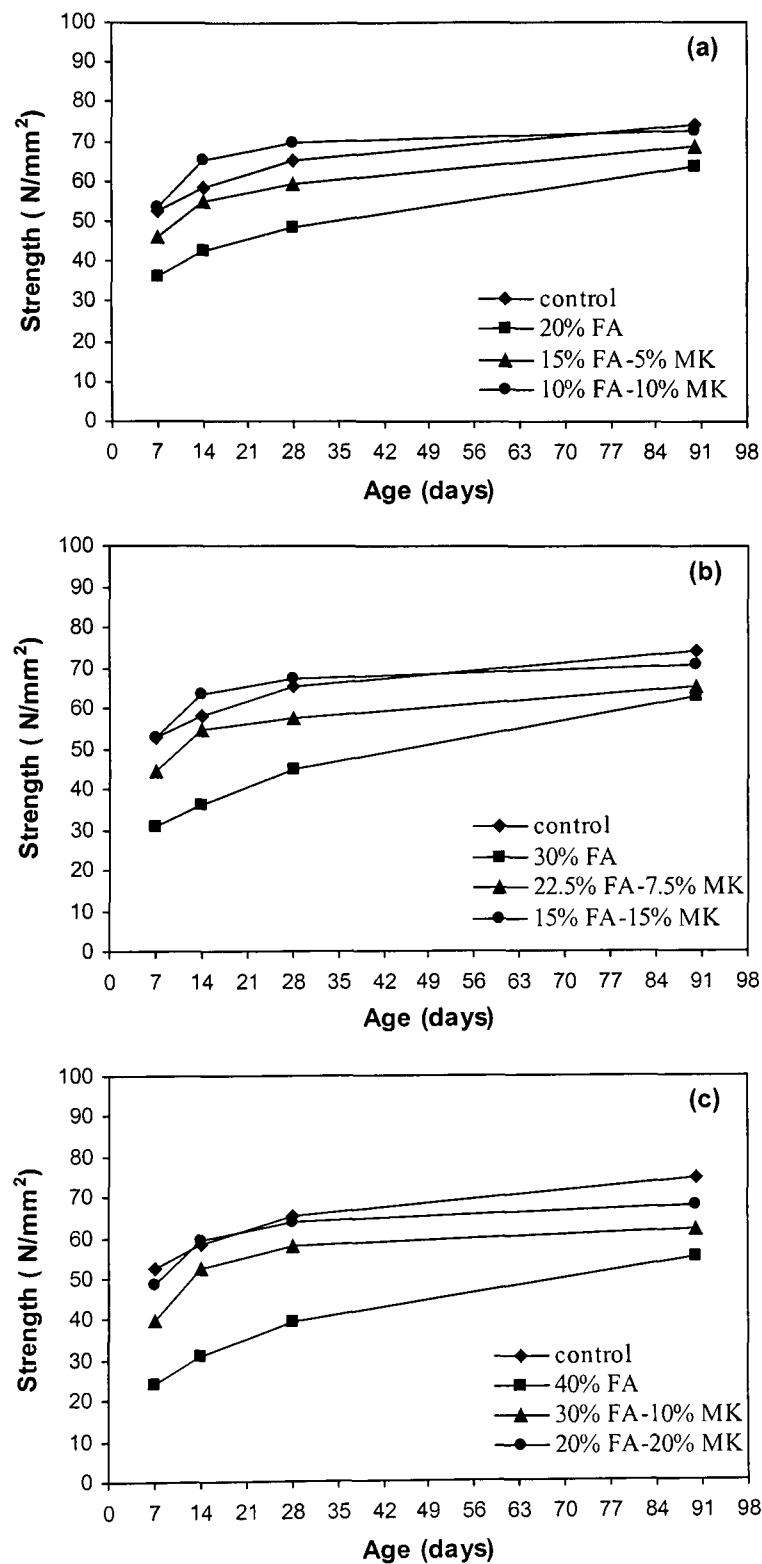 (a)
100
90
80
70
60
50
40
30
20
10
0
Strength ( N/mm²)
control
20% FA
15% FA-5% MK
10% FA-10% MK
0 7 14 21 28 35 42 49 56 63 70 77 84 91 98
Age (days)
(b)
100
90
80
70
60
50
40
30
20
10
0
Strength ( N/mm²)
control
30% FA
22.5% FA-7.5% MK
15% FA-15% MK
0 7 14 21 28 35 42 49 56 63 70 77 84 91 98
Age (days)
(c)
100
90
80
70
60
50
40
30
20
10
0
Strength ( N/mm²)
control
40% FA
30% FA-10% MK
20% FA-20% MK
0 7 14 21 28 35 42 49 56 63 70 77 84 91 98
Age (days)